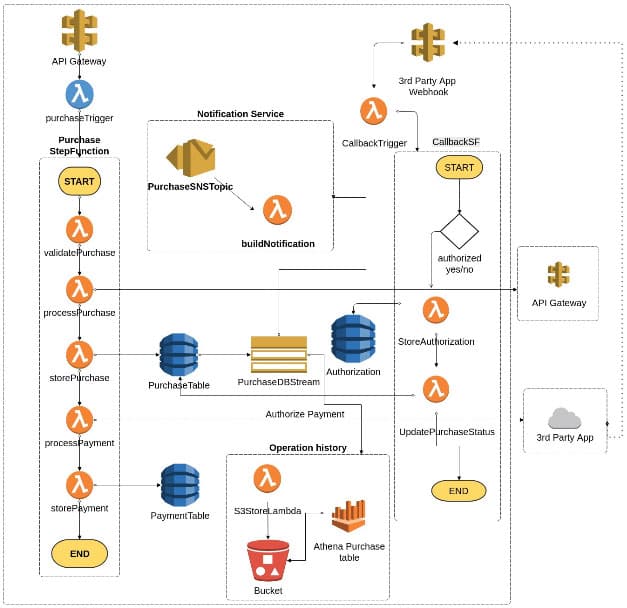 API Gateway
purchaseTrigger
Purchase
StepFunction
START
validatePurchase
processPurchase
storePurchase
processPayment
storePayment
END
Notification Service
PurchaseSNSTopic
buildNotification
3rd Party App
Webhook
CallbackTrigger
CallbackSF
START
authorized
yes/no
API Gateway
StoreAuthorization
Authorization
PurchaseTable
PurchaseDBStream
Authorize Payment
UpdatePurchaseStatus
3rd Party App
END
PaymentTable
Operation history
S3StoreLambda
Athena Purchase
table
Bucket